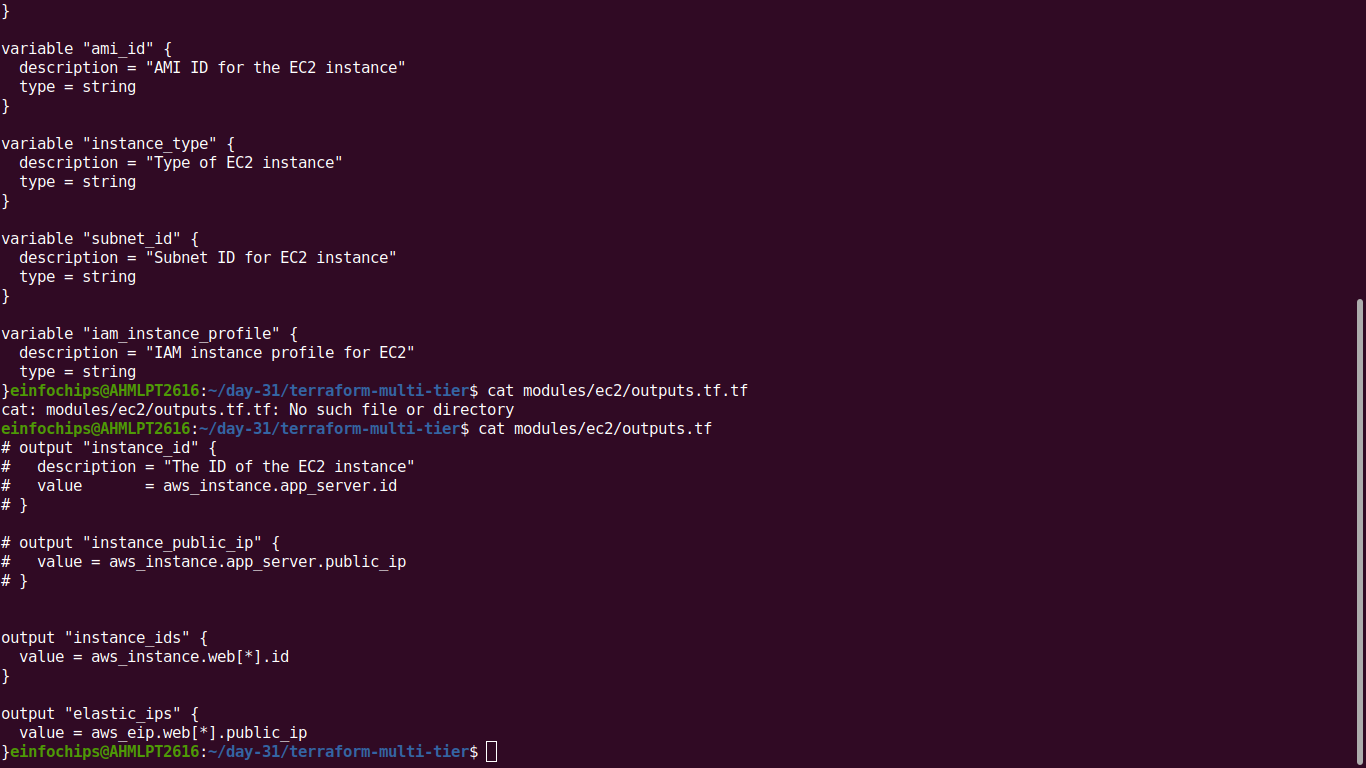 }

variable "ami_id" {
  description = "AMI ID for the EC2 instance"
  type = string
}

variable "instance_type" {
  description = "Type of EC2 instance"
  type = string
}

variable "subnet_id" {
  description = "Subnet ID for EC2 instance"
  type = string
}

variable "iam_instance_profile" {
  description = "IAM instance profile for EC2"
  type = string
}einfochips@AHMLPT2616:~/day-31/terraform-multi-tier$ cat modules/ec2/outputs.tf.tf
cat: modules/ec2/outputs.tf.tf: No such file or directory
einfochips@AHMLPT2616:~/day-31/terraform-multi-tier$ cat modules/ec2/outputs.tf
# output "instance_id" {
#   description = "The ID of the EC2 instance"
#   value       = aws_instance.app_server.id
# }

# output "instance_public_ip" {
#   value = aws_instance.app_server.public_ip
# }


output "instance_ids" {
  value = aws_instance.web[*].id
}

output "elastic_ips" {
  value = aws_eip.web[*].public_ip
}einfochips@AHMLPT2616:~/day-31/terraform-multi-tier$